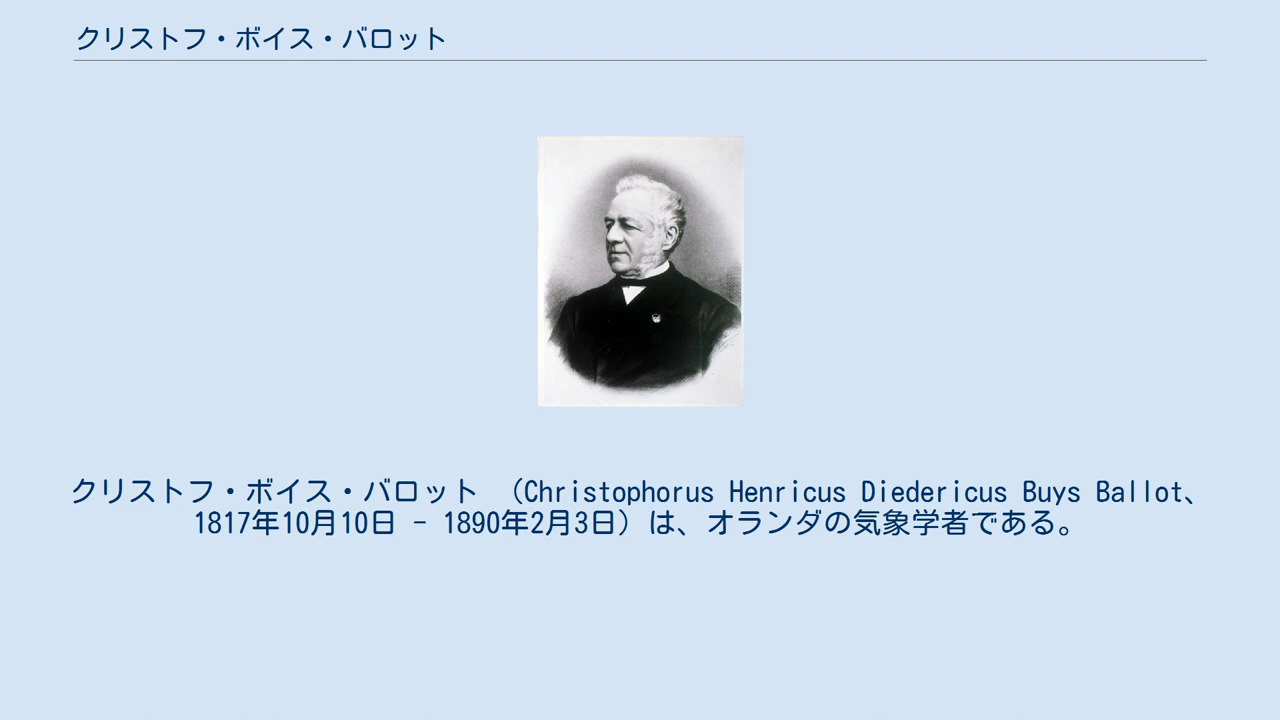 クリストフ・ボイス・バロット
クリストフ・ボイス・バロット （Christophorus Henricus Diedericus Buys Ballot、
1817年10月10日 - 1890年2月3日）は、オランダの気象学者である。